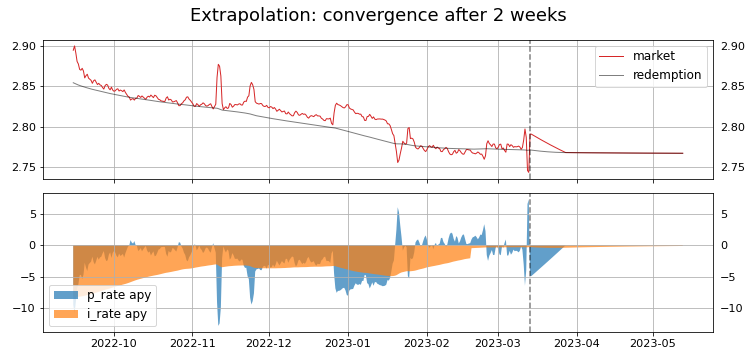 Extrapolation: convergence after 2 weeks
2.90 2.90
market
redemption
2.85 2.85
2.80 2.80
2.75 2.75
5 5
0 0
−5 −5
p_rate apy
i_rate apy
−10 −10
2022-10 2022-11 2022-12 2023-01 2023-02 2023-03 2023-04 2023-05